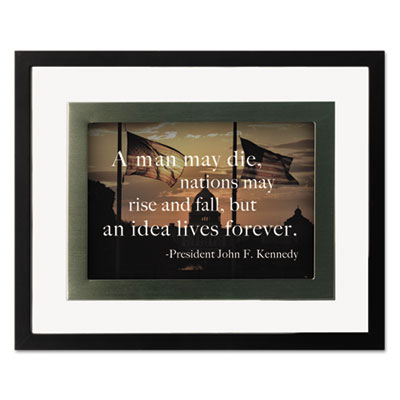 A man may die,
nations may
rise and fall, but
an idea lives forever.
-President John F. Kennedy